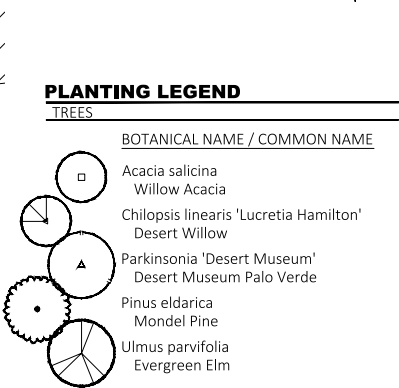 PLANTING LEGEND
TREES
BOTANICAL NAME / COMMON NAME
Acacia salicina
Willow Acacia
Chilopsis linearis 'Lucretia Hamilton'
Desert Willow
Parkinsonia 'Desert Museum'
Desert Museum Palo Verde
Pinus eldarica
Mondel Pine
Ulmus parvifolia
Evergreen Elm